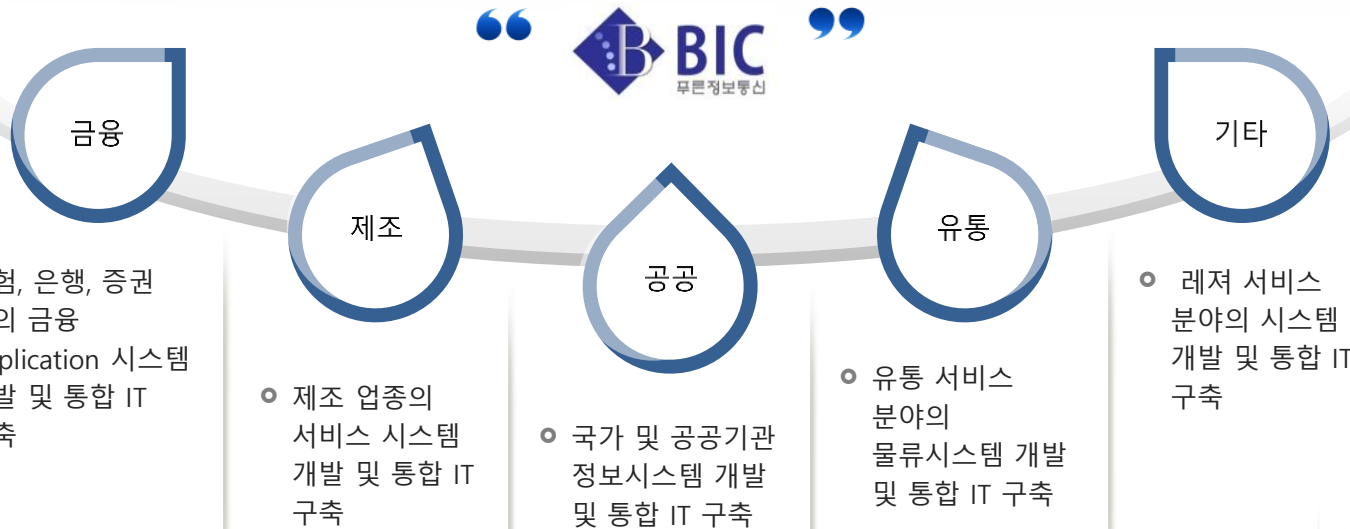 BIC
푸른정보통신
금융
제조
공공
유통
기타
험, 은행, 증권
의 금융
plication 시스템
발 및 통합 IT
축
제조 업종의
서비스 시스템
개발 및 통합 IT
구축
국가 및 공공기관
정보시스템 개발
및 통합 IT 구축
유통 서비스
분야의
물류시스템 개발
및 통합 IT 구축
레져 서비스
분야의 시스템
개발 및 통합 IT
구축